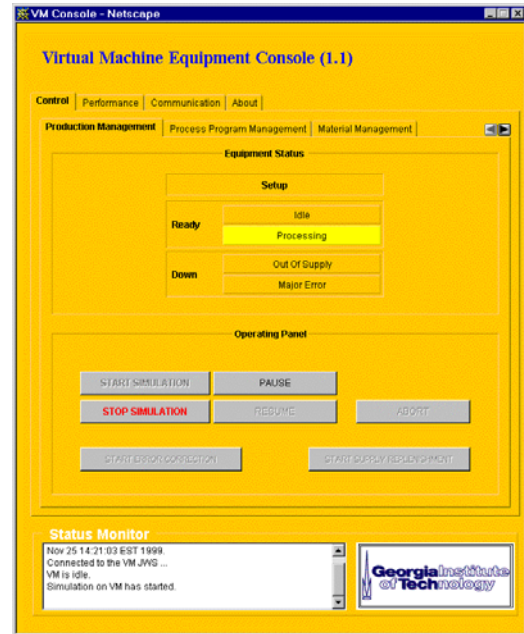 VM Console - Netscape
Virtual Machine Equipment Console (1.1)
Control Performance Communication About
Production Management Process Program Management Material Management
Equipment Status
Setup
Ready
Idle
Processing
Down
Out Of Supply
Major Error
Operating Panel
START SIMULATION PAUSE
STOP SIMULATION RESUME ABORT
START ERROR CORRECTION START SUPPLY REPLENISHMENT
Status Monitor
Nov 25 14:21:03 EST 1999.
Connected to the VM JWS ...
VM is idle.
Simulation on VM has started.
Georgia Institute
of Technology